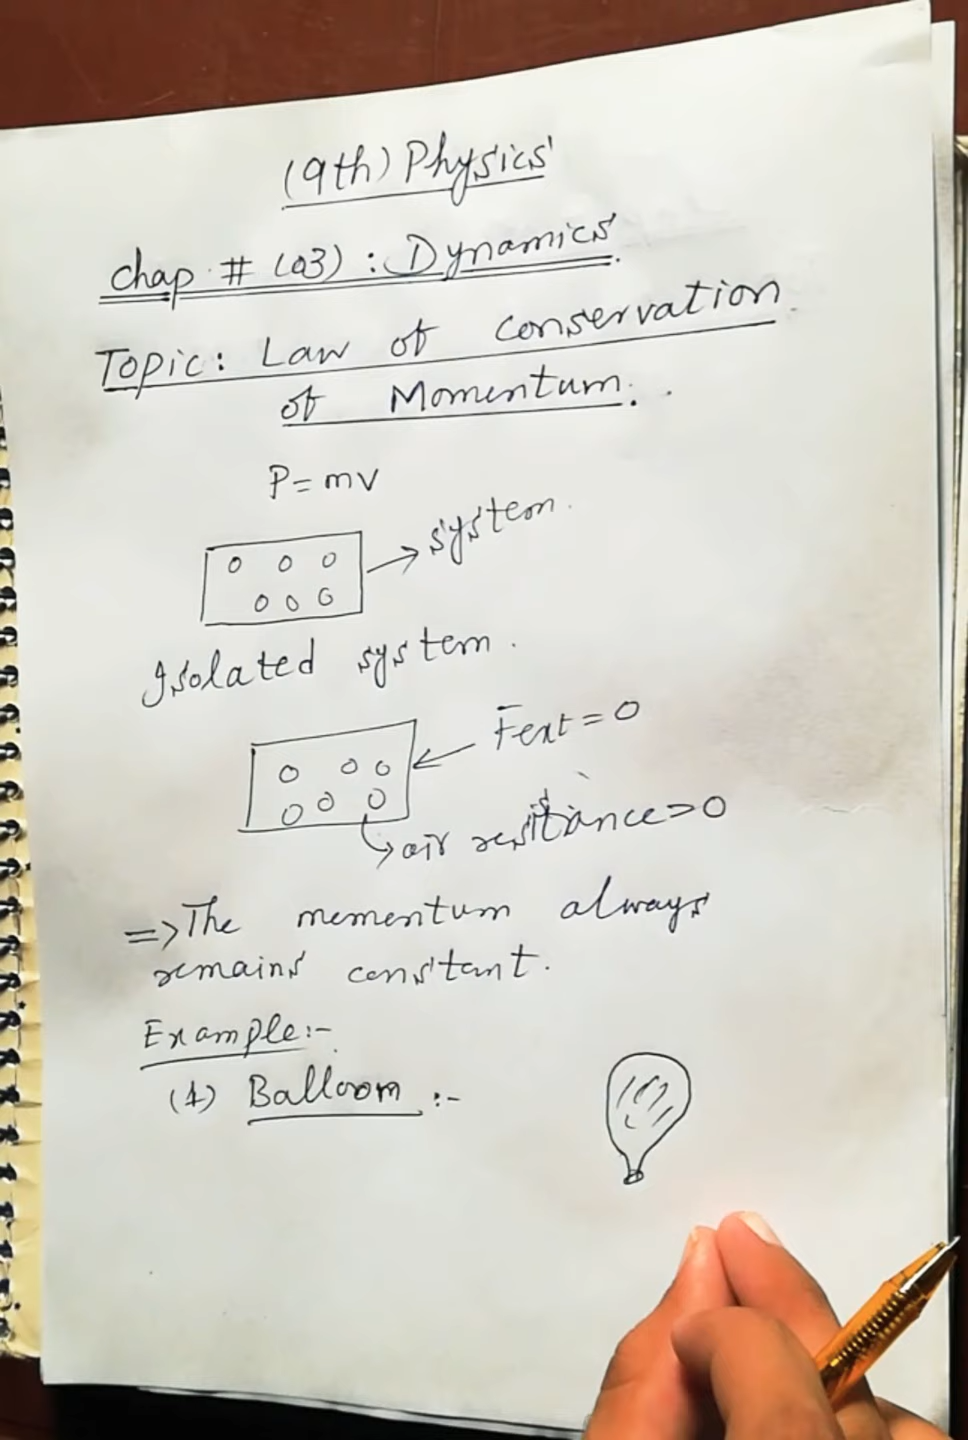 (9th) Physics
Chap # (03) : Dynamics.
Topic: Law of Conservation
of Momentum.
P = mv
→ system.
Isolated system.
Fext = 0
air resistance = 0
=> The momentum always
remains constant.
Example:-
(1) Balloon :-